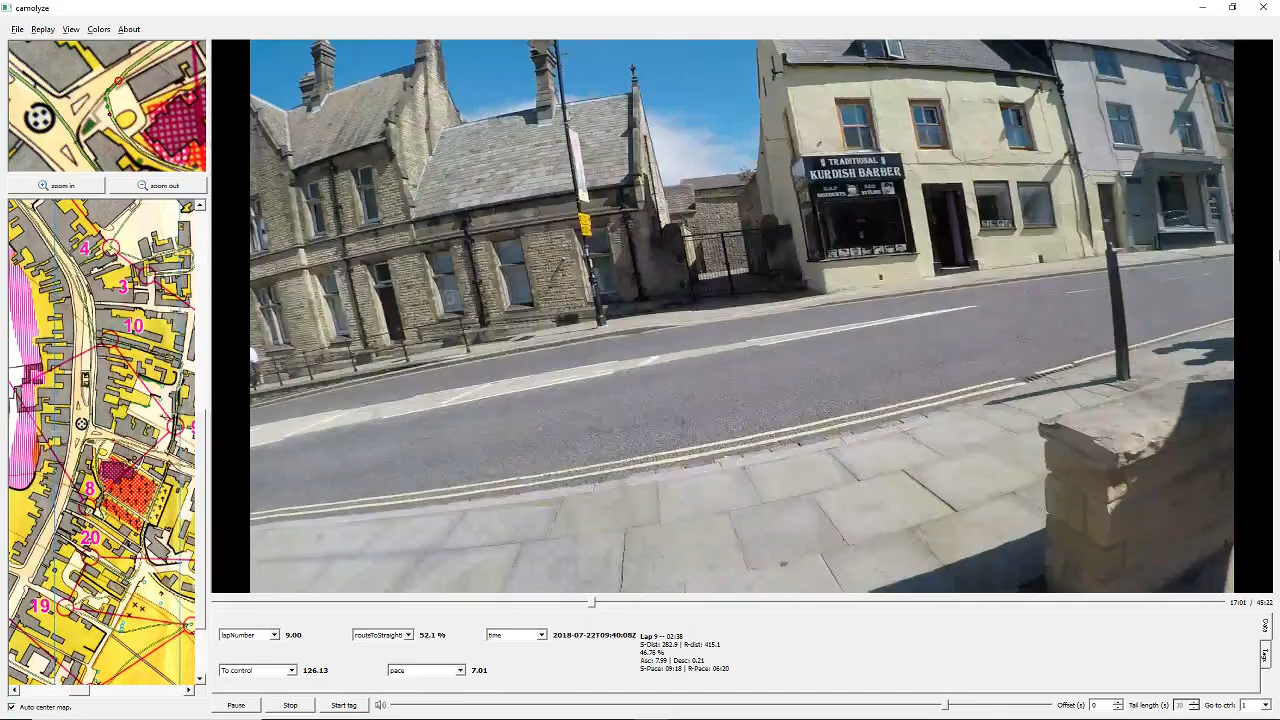 camolyze
File Replay View Colors About
TRADITIONAL
KURDISH BARBER
HAIR
STYLING
zoom in zoom out
4
3
10
8
20
19
17:01 / 45:22
lapNumber 9.00 routeToStraight 52.1 % time 2018-07-22T09:40:08Z
Lap 9 -- 02:38
S-Dist: 282.9 | R-dist: 415.1
46.76 %
Asc: 7.99 | Desc: 0.21
S-Pace: 09:18 | R-Pace: 06:20
To control 126.13 pace 7.01
Tags
Auto center map.
Pause Stop Start tag Offset (s) 0 Tail length (s) 30 Go to ctrl: 1